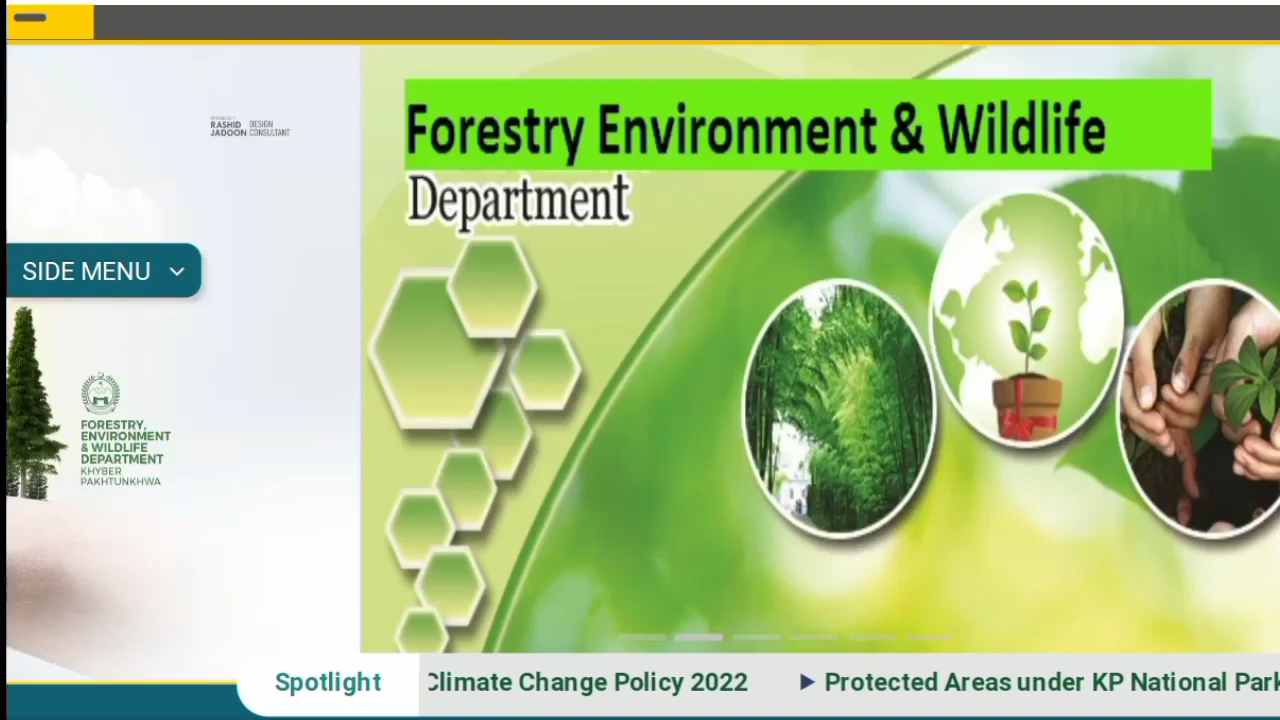 RASHID DESIGN
JADOON CONSULTANT
Forestry Environment & Wildlife
Department
SIDE MENU
FORESTRY,
ENVIRONMENT
& WILDLIFE
DEPARTMENT
KHYBER
PAKHTUNKHWA
Spotlight
Climate Change Policy 2022
Protected Areas under KP National Park